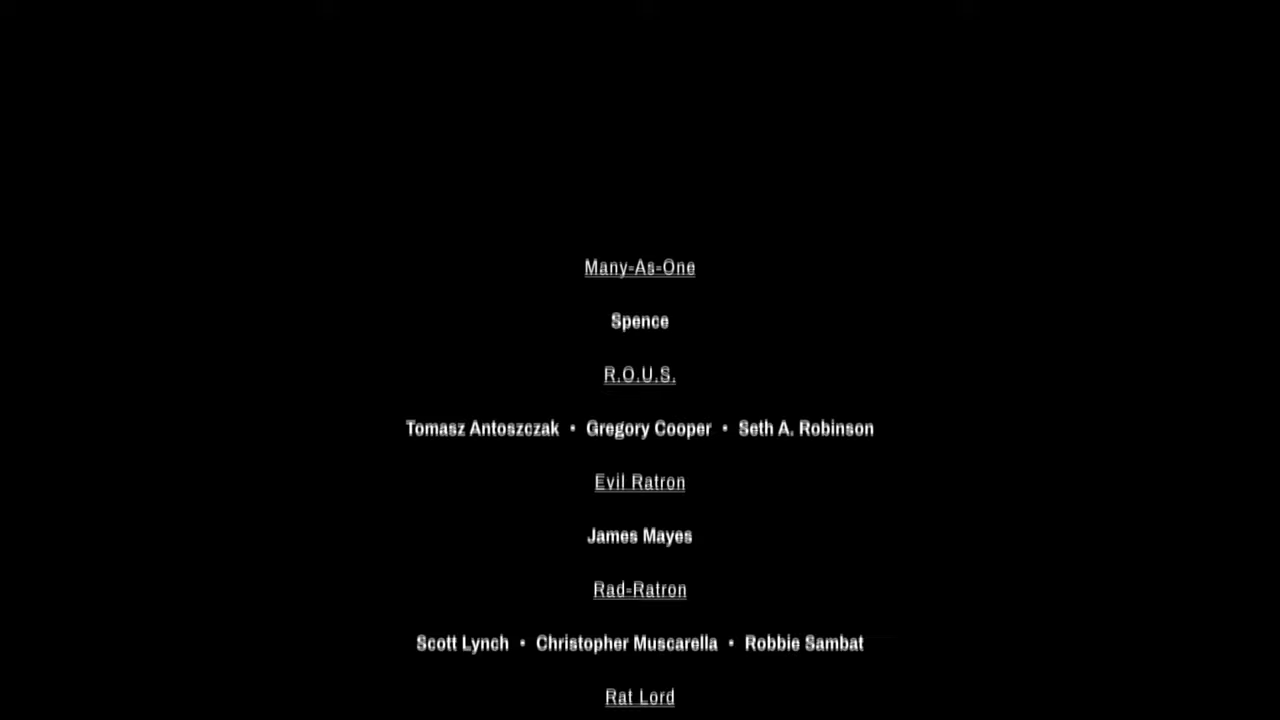 Many-As-One
Spence
R.O.U.S.
Tomasz Antoszczak • Gregory Cooper • Seth A. Robinson
Evil Ratron
James Mayes
Rad-Ratron
Scott Lynch • Christopher Muscarella • Robbie Sambat
Rat Lord